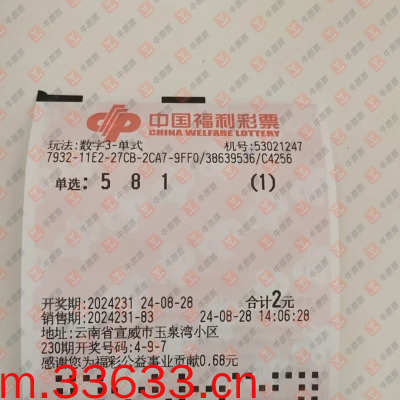 中国福利彩票
CHINA WELFARE LOTTERY
玩法:数字3-单式 机号:53021247
7932-11E2-27CB-2CA7-9FF0/38639536/C4256
单选: 5 8 1 (1)
开奖期:2024231 24-08-28 合计2元
销售期:2024231-83 24-08-28 14:06:28
地址:云南省宣威市玉泉湾小区
230期开奖号码:4-9-7
感谢您为福彩公益事业贡献0.68元
m.33633.cn